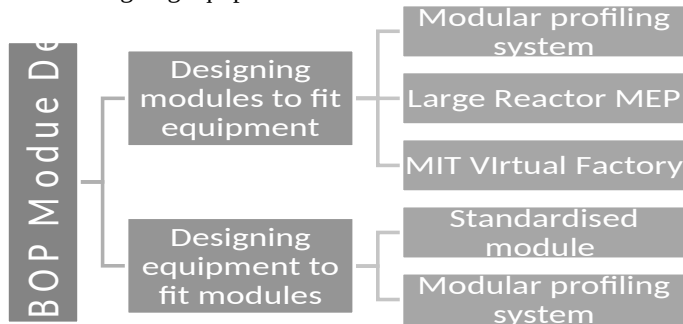 BOP Modue De
Designing
modules to fit
equipment
Modular profiling
system
Large Reactor MEP
MIT VIrtual Factory
Designing
equipment to
fit modules
Standardised
module
Modular profiling
system